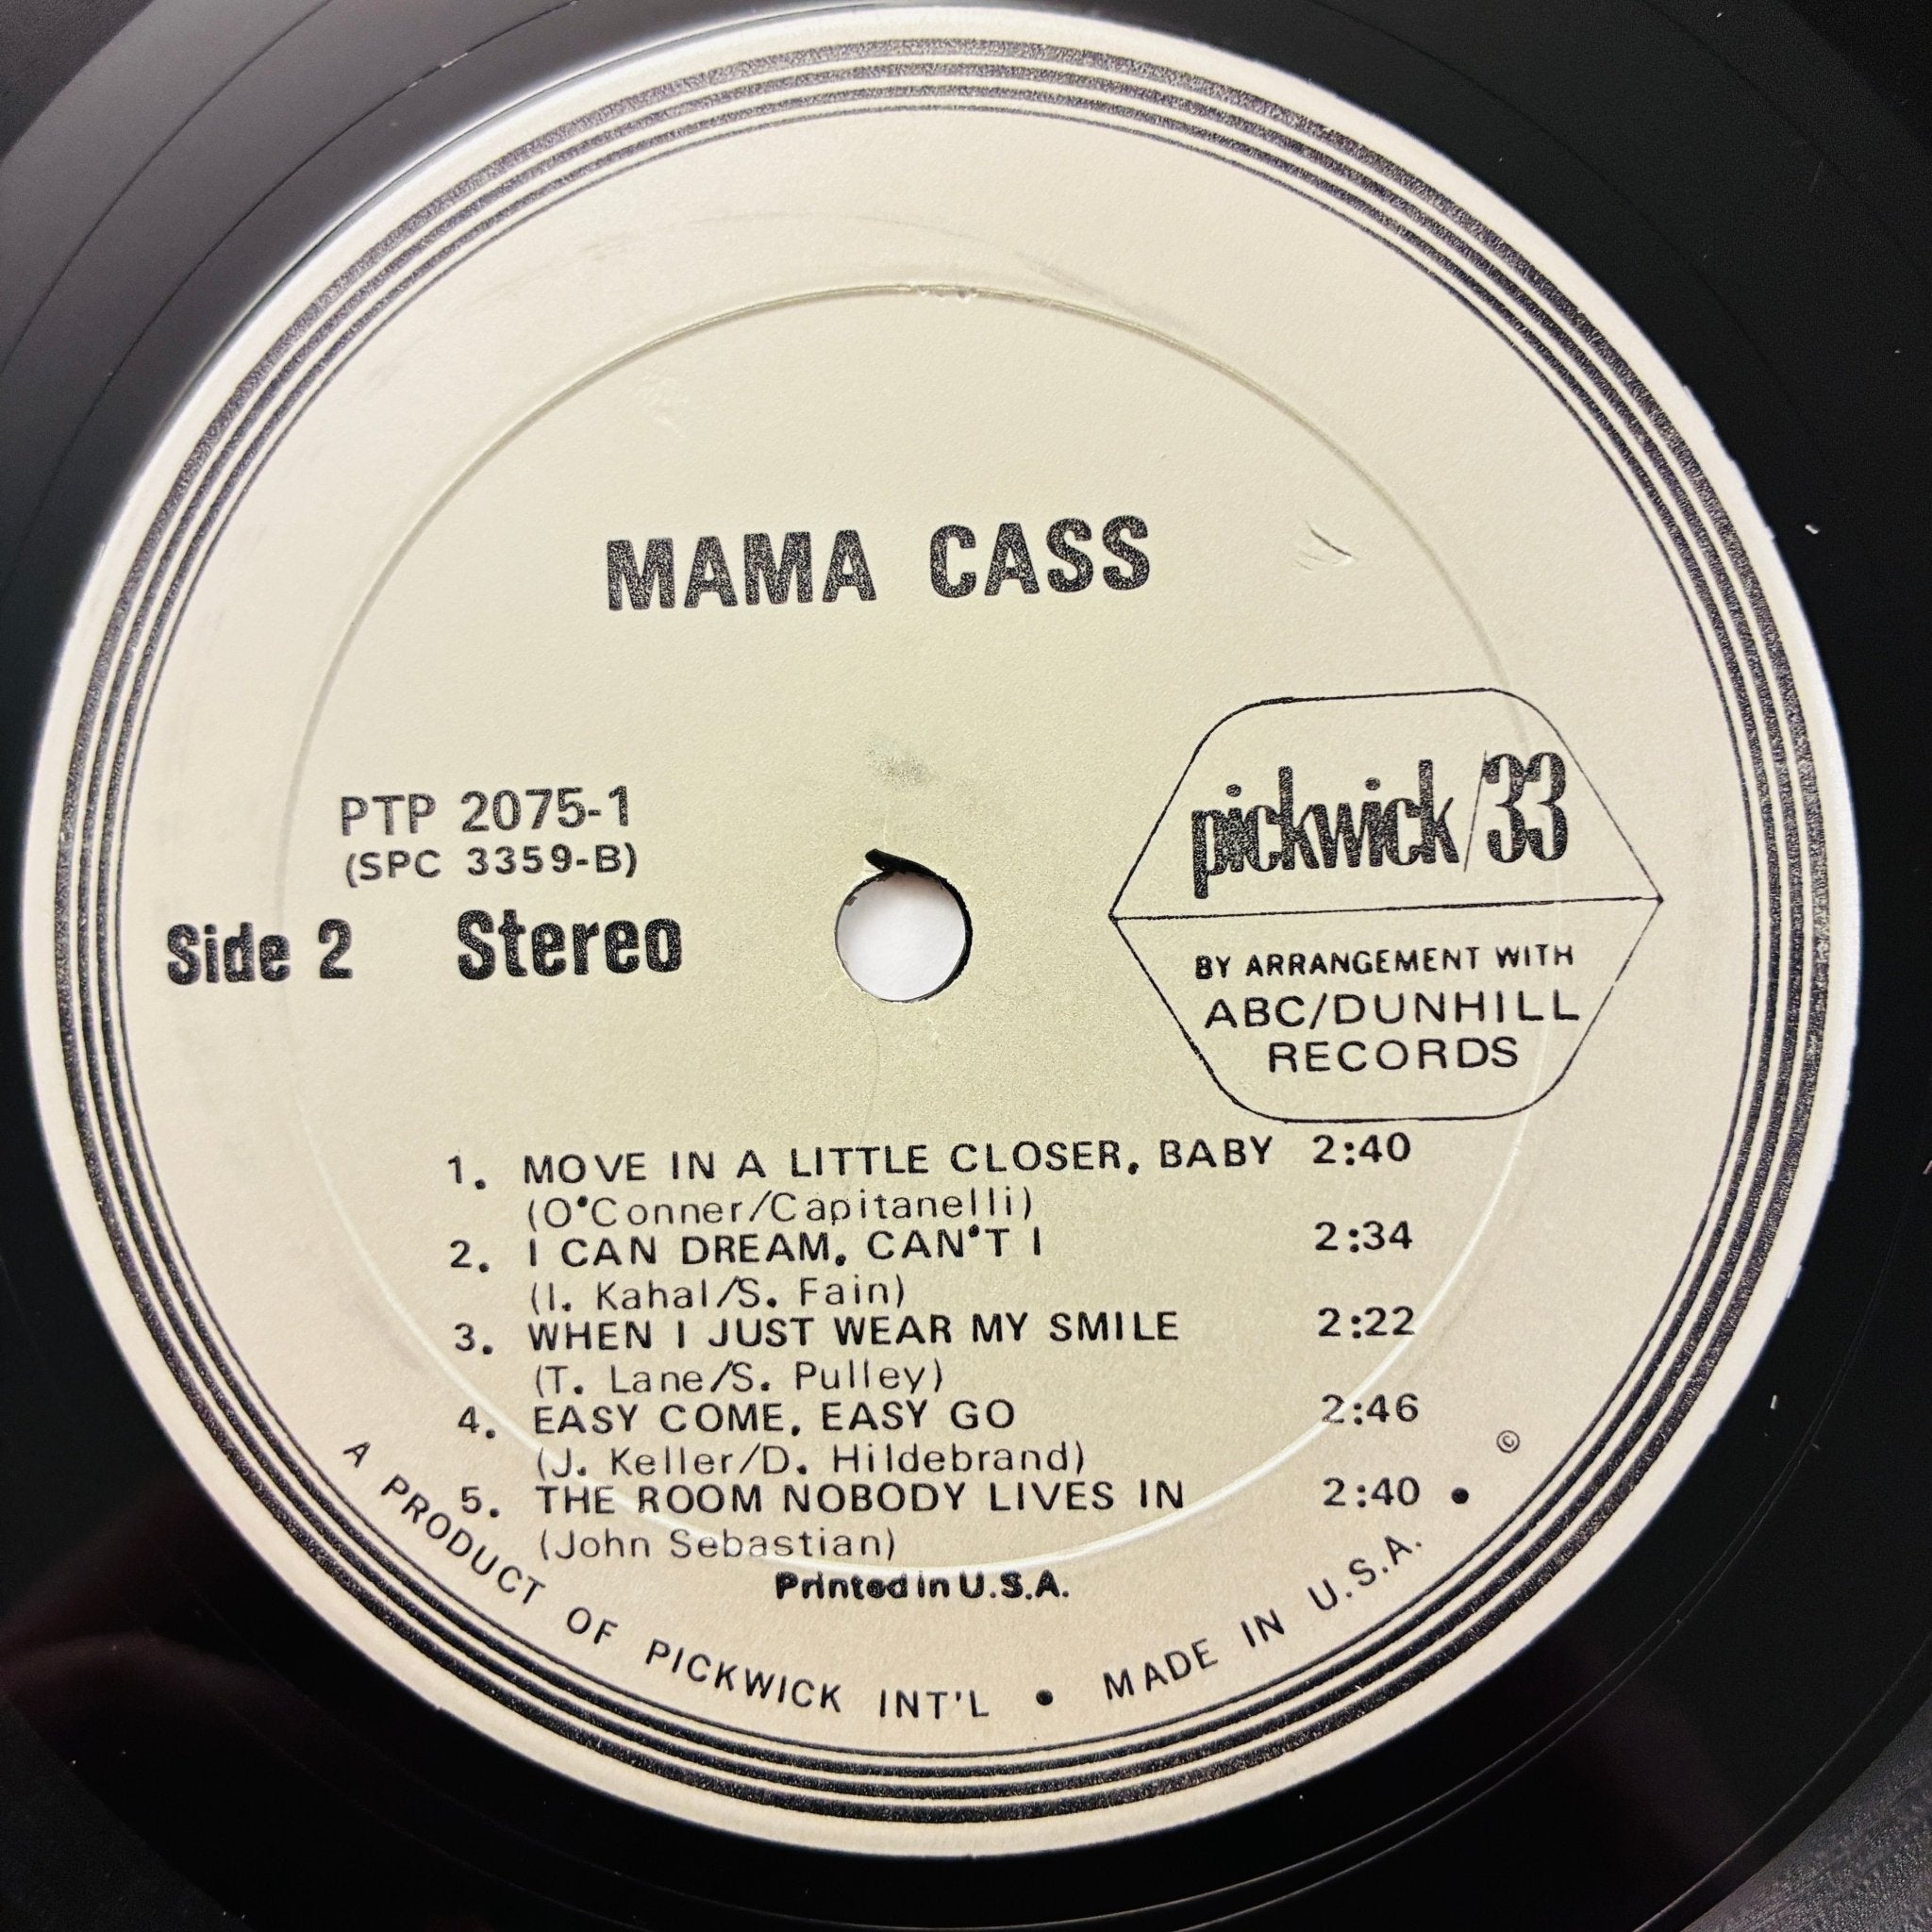 MAMA CASS
PTP 2075-1
(SPC 3359-B)
Side 2 Stereo
pickwick/33
BY ARRANGEMENT WITH
ABC/DUNHILL
RECORDS
1. MOVE IN A LITTLE CLOSER, BABY 2:40
(O'Conner/Capitanelli)
2. I CAN DREAM, CAN'T I 2:34
(I. Kahal/S. Fain)
3. WHEN I JUST WEAR MY SMILE 2:22
(T. Lane/S. Pulley)
4. EASY COME, EASY GO 2:46
(J. Keller/D. Hildebrand)
5. THE ROOM NOBODY LIVES IN 2:40
(John Sebastian)
Printed in U.S.A.
A PRODUCT OF PICKWICK INT'L • MADE IN U.S.A. • ©